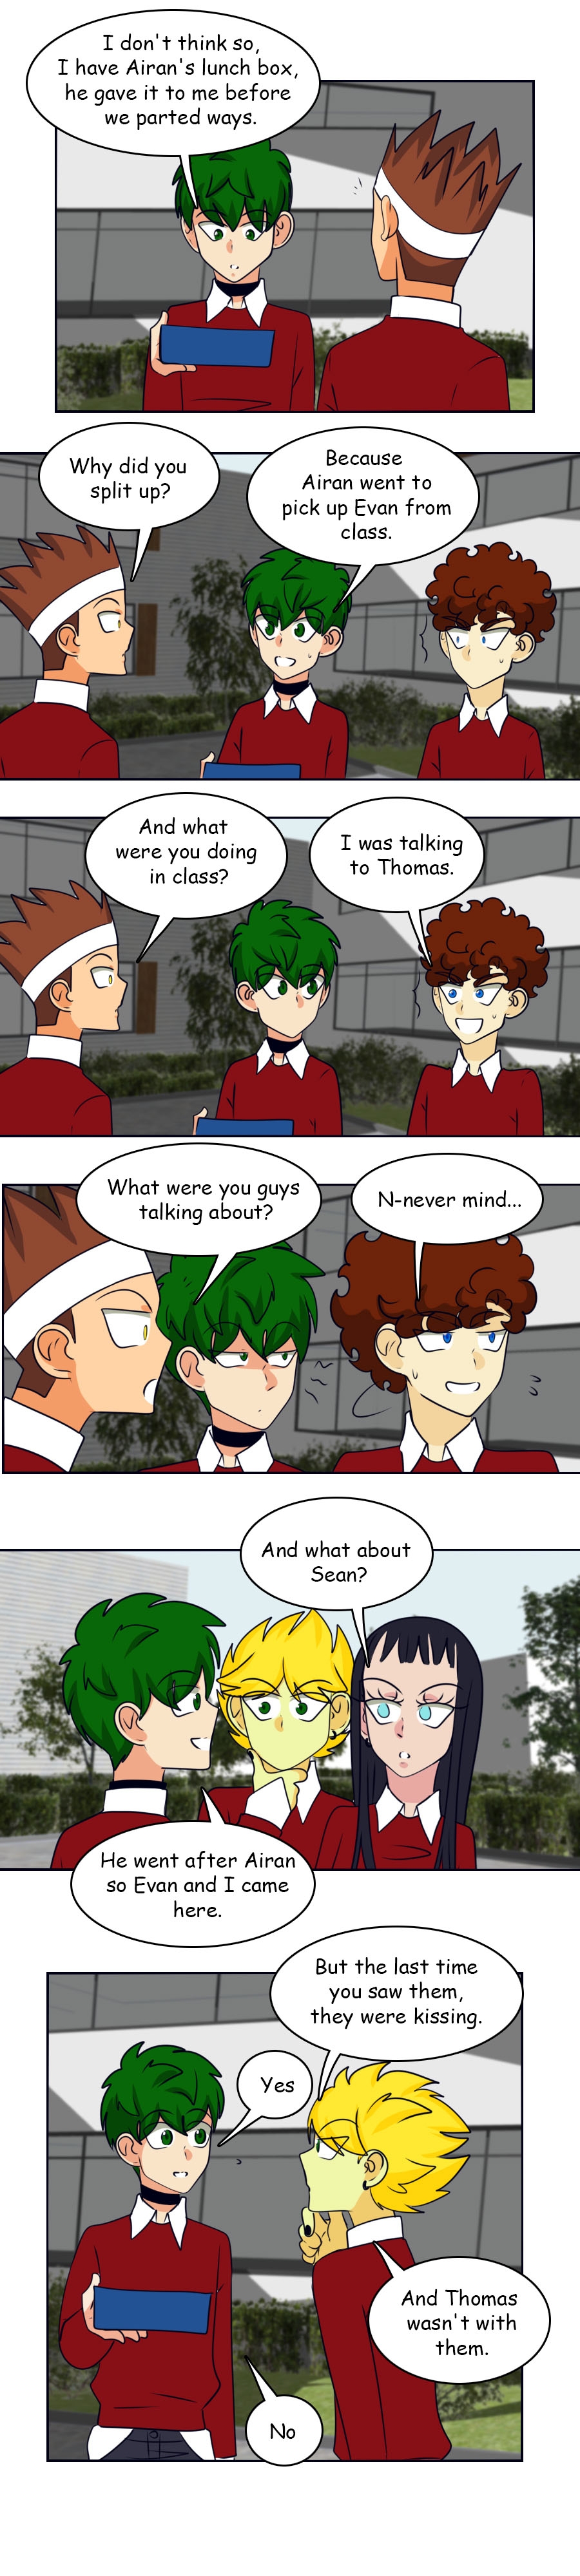 I don't think so,
I have Airan's lunch box,
he gave it to me before
we parted ways.
Why did you
split up?
Because
Airan went to
pick up Evan from
class.
And what
were you doing
in class?
I was talking
to Thomas.
What were you guys
talking about?
N-never mind...
And what about
Sean?
He went after Airan
so Evan and I came
here.
But the last time
you saw them,
they were kissing.
Yes
And Thomas
wasn't with
them.
No